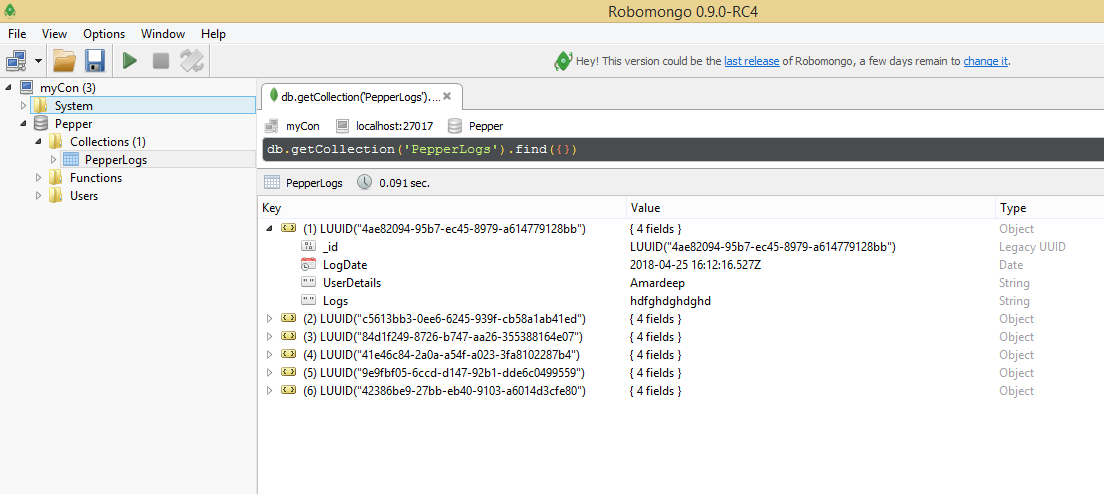 Robomongo 0.9.0-RC4
File View Options Window Help
Hey! This version could be the last release of Robomongo, a few days remain to change it.
myCon (3)
System
Pepper
Collections (1)
PepperLogs
Functions
Users
db.getCollection('PepperLogs').... ×
myCon localhost:27017 Pepper
db.getCollection('PepperLogs').find({})
PepperLogs 0.091 sec.
Key Value Type
(1) LUUID("4ae82094-95b7-ec45-8979-a614779128bb") { 4 fields } Object
_id LUUID("4ae82094-95b7-ec45-8979-a614779128bb") Legacy UUID
LogDate 2018-04-25 16:12:16.527Z Date
UserDetails Amardeep String
Logs hdfghdghdghd String
(2) LUUID("c5613bb3-0ee6-6245-939f-cb58a1ab41ed") { 4 fields } Object
(3) LUUID("84d1f249-8726-b747-aa26-355388164e07") { 4 fields } Object
(4) LUUID("41e46c84-2a0a-a54f-a023-3fa8102287b4") { 4 fields } Object
(5) LUUID("9e9fbf05-6ccd-d147-92b1-dde6c0499559") { 4 fields } Object
(6) LUUID("42386be9-27bb-eb40-9103-a6014d3cfe80") { 4 fields } Object